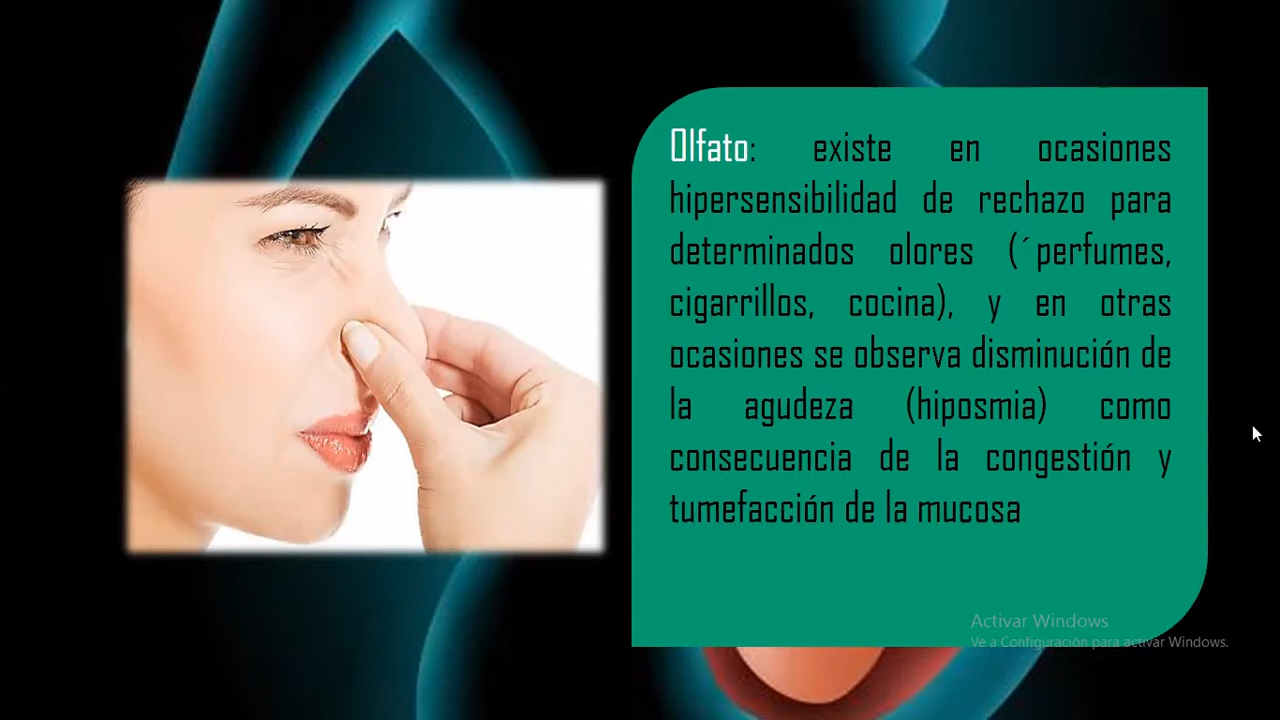 Olfato: existe en ocasiones
hipersensibilidad de rechazo para
determinados olores (´perfumes,
cigarrillos, cocina), y en otras
ocasiones se observa disminución de
la agudeza (hiposmia) como
consecuencia de la congestión y
tumefacción de la mucosa
Activar Windows
Ve a Configuración para activar Windows.